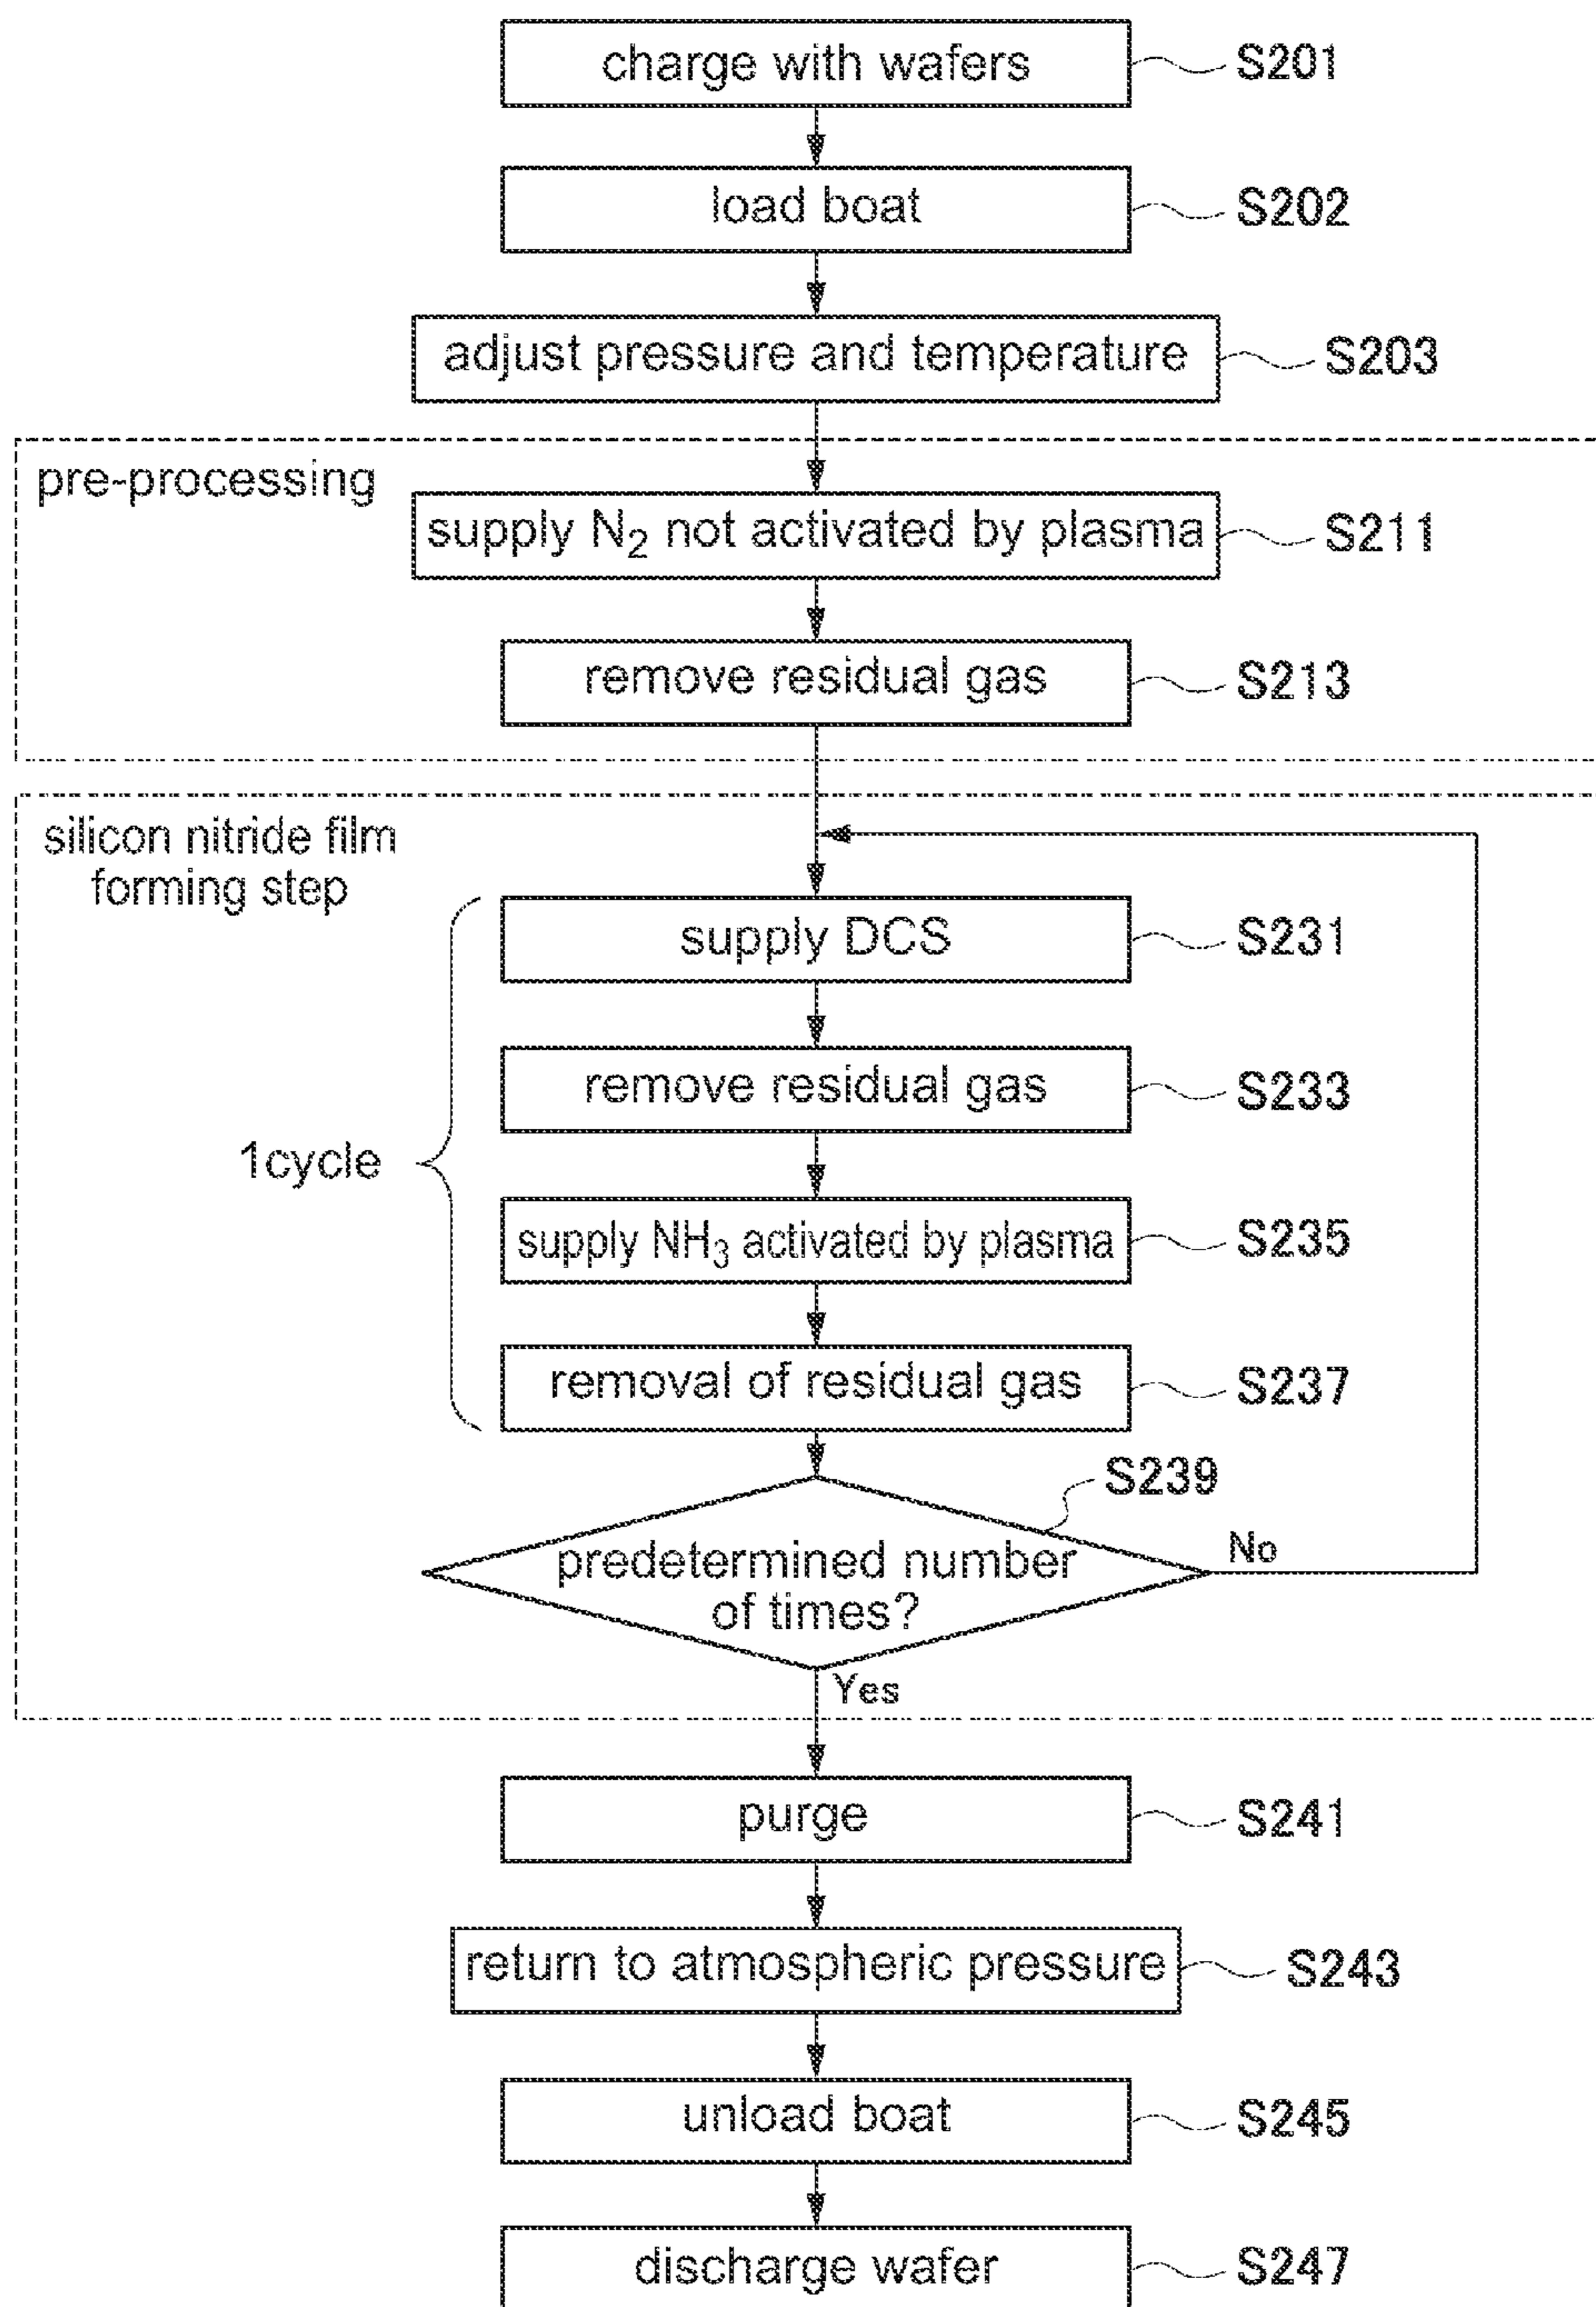 charge with wafers S201
load boat S202
adjust pressure and temperature S203
pre-processing
supply N₂ not activated by plasma S211
remove residual gas S213
silicon nitride film
forming step
supply DCS S231
remove residual gas S233
1cycle
supply NH₃ activated by plasma S235
removal of residual gas S237
S239
predetermined number
of times?
No
Yes
purge S241
return to atmospheric pressure S243
unload boat S245
discharge wafer S247